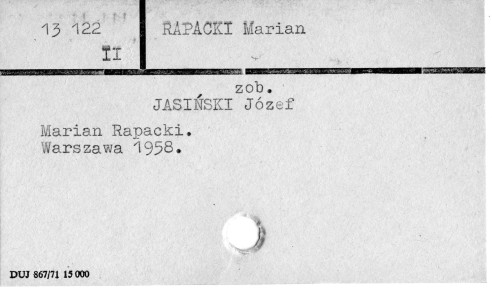 13 122
II
RAPACKI Marian
zob.
JASIŃSKI Józef
Marian Rapacki.
Warszawa 1958.
DUJ 867/71 15 000